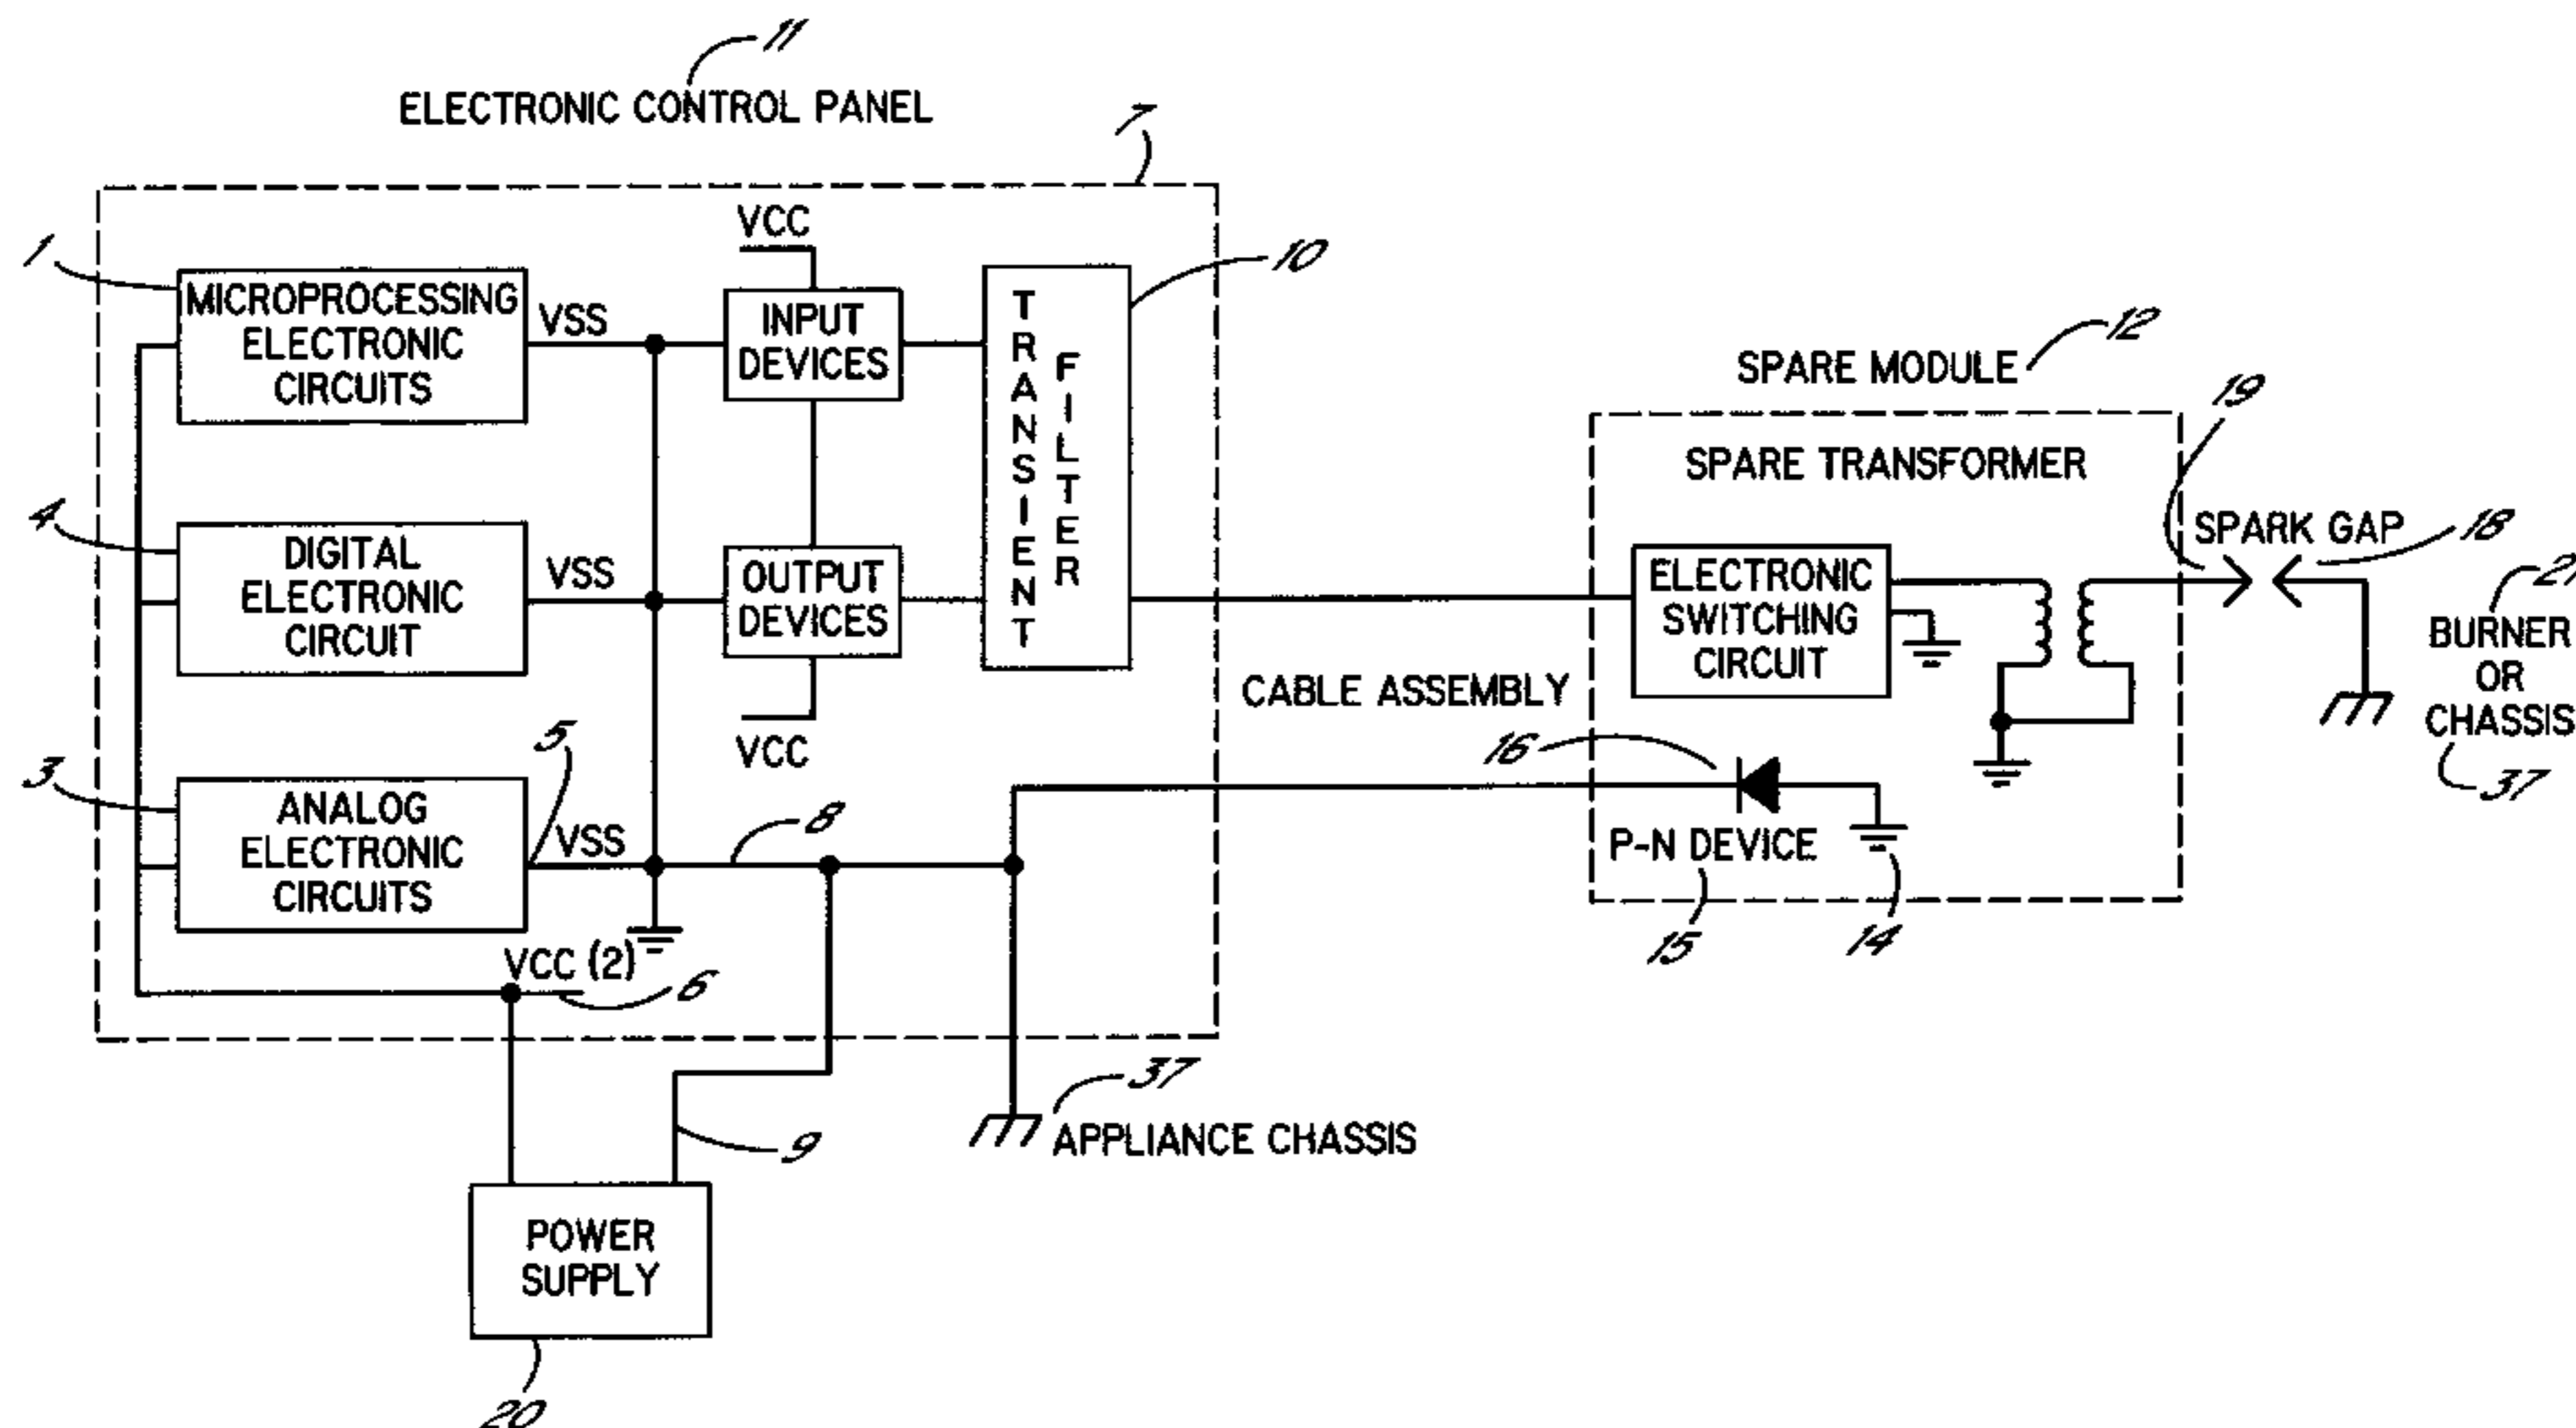 11
ELECTRONIC CONTROL PANEL
7
VCC
1
MICROPROCESSING
ELECTRONIC
CIRCUITS
VSS
INPUT
DEVICES
TRANSIENT
FILTER
10
4
DIGITAL
ELECTRONIC
CIRCUIT
VSS
OUTPUT
DEVICES
VCC
3
ANALOG
ELECTRONIC
CIRCUITS
5
VSS
8
VCC (2)
6
9
POWER
SUPPLY
20
37
APPLIANCE CHASSIS
CABLE ASSEMBLY
SPARE MODULE
12
SPARE TRANSFORMER
19
ELECTRONIC
SWITCHING
CIRCUIT
SPARK GAP
18
BURNER
OR
CHASSIS
37
16
P-N DEVICE
15
14